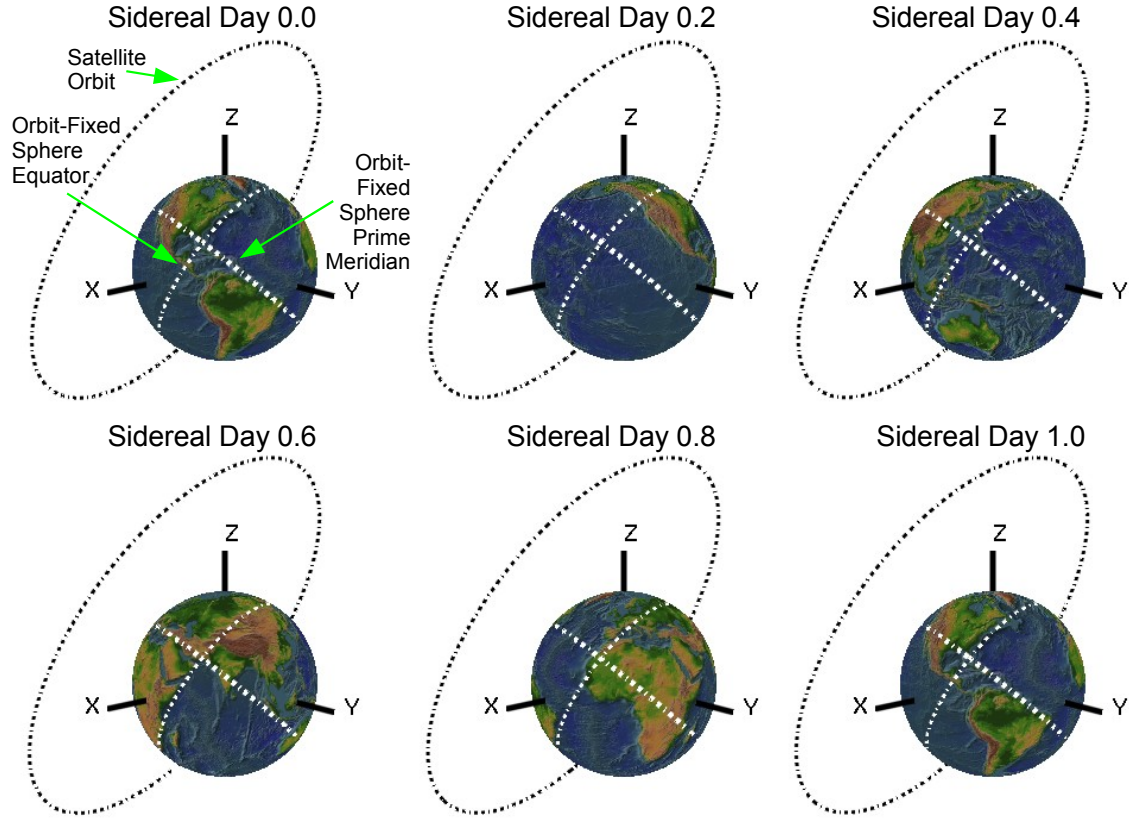 Sidereal Day 0.0
Sidereal Day 0.2
Sidereal Day 0.4
Satellite
Orbit
Orbit-Fixed
Sphere
Equator
Orbit-
Fixed
Sphere
Prime
Meridian
Z
X
Y
Z
X
Y
Z
X
Y
Sidereal Day 0.6
Sidereal Day 0.8
Sidereal Day 1.0
Z
X
Y
Z
X
Y
Z
X
Y